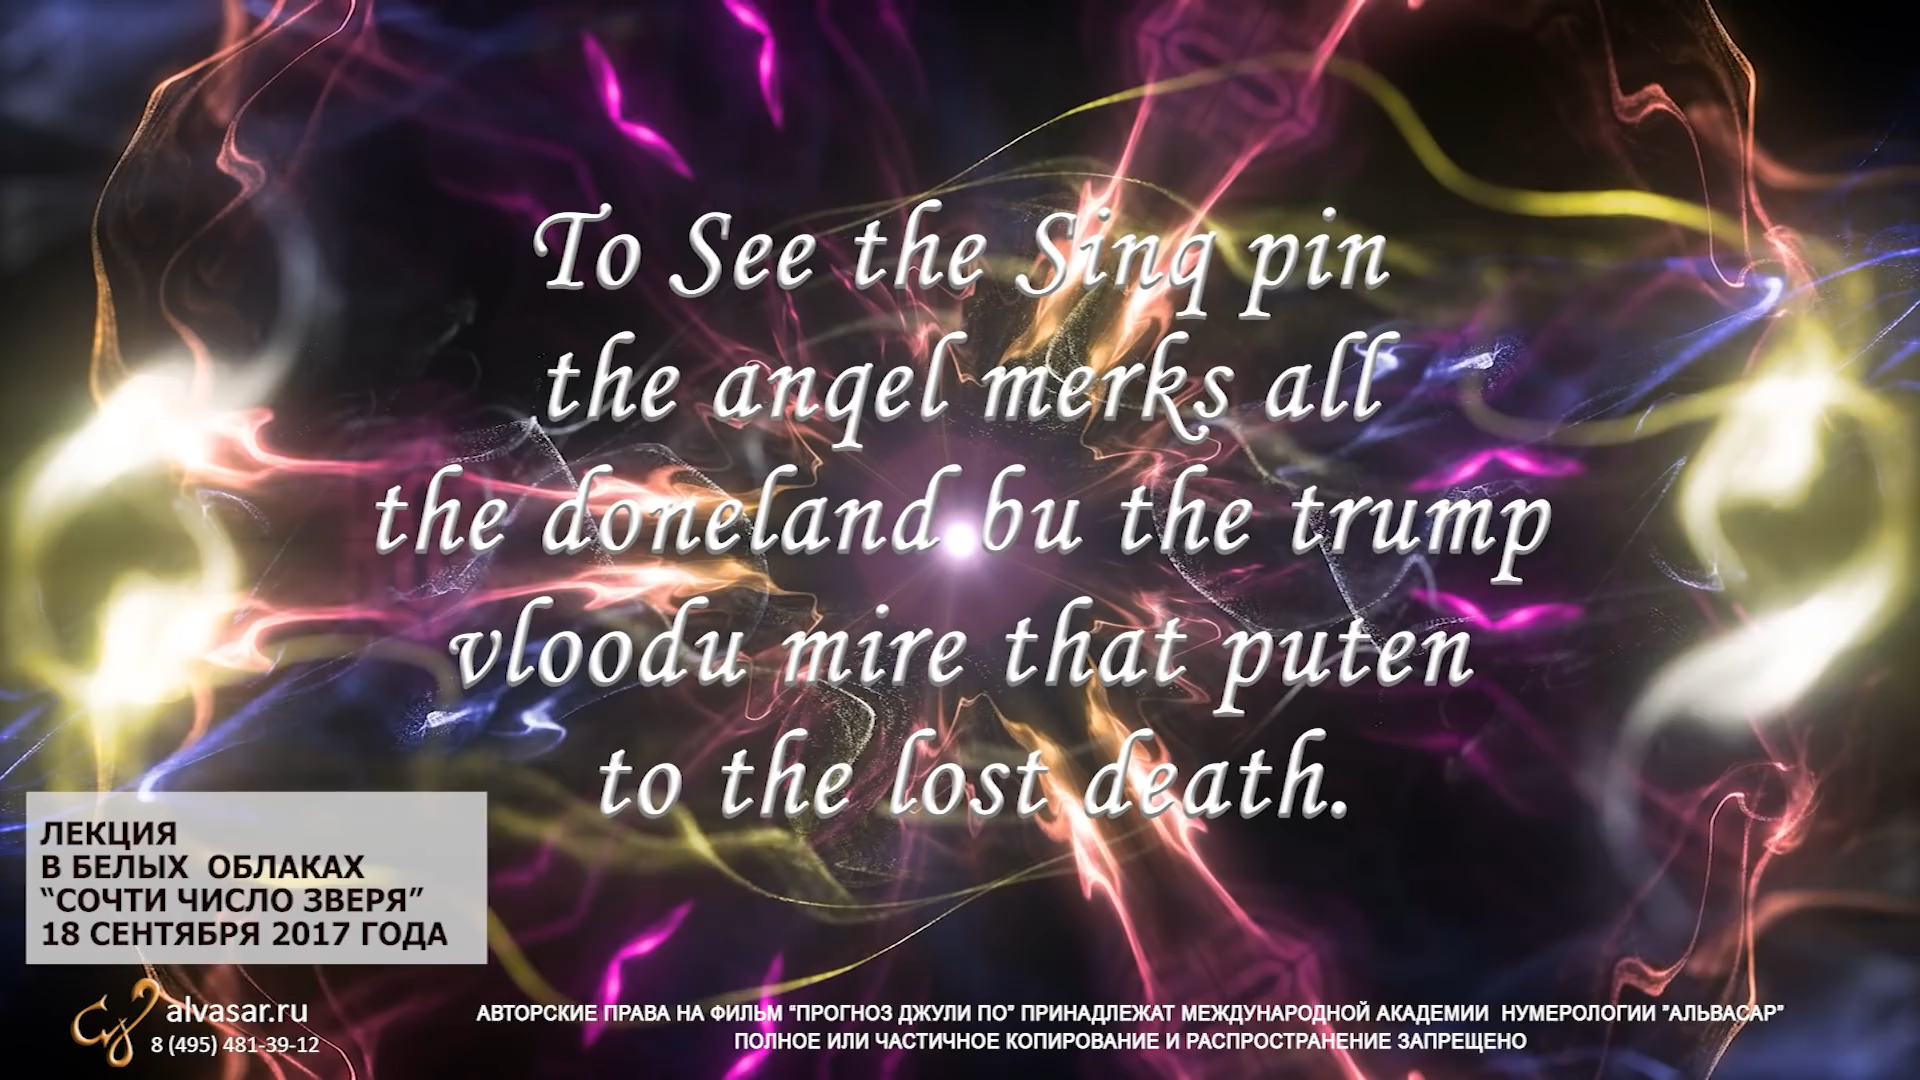 To See the Sinq pin
the anqel merks all
the doneland bu the trump
vloodu mire that puten
to the lost death.
ЛЕКЦИЯ
В БЕЛЫХ ОБЛАКАХ
“СОЧТИ ЧИСЛО ЗВЕРЯ”
18 СЕНТЯБРЯ 2017 ГОДА
alvasar.ru
8 (495) 481-39-12
АВТОРСКИЕ ПРАВА НА ФИЛЬМ “ПРОГНОЗ ДЖУЛИ ПО” ПРИНАДЛЕЖАТ МЕЖДУНАРОДНОЙ АКАДЕМИИ НУМЕРОЛОГИИ "АЛЬВАСАР"
ПОЛНОЕ ИЛИ ЧАСТИЧНОЕ КОПИРОВАНИЕ И РАСПРОСТРАНЕНИЕ ЗАПРЕЩЕНО